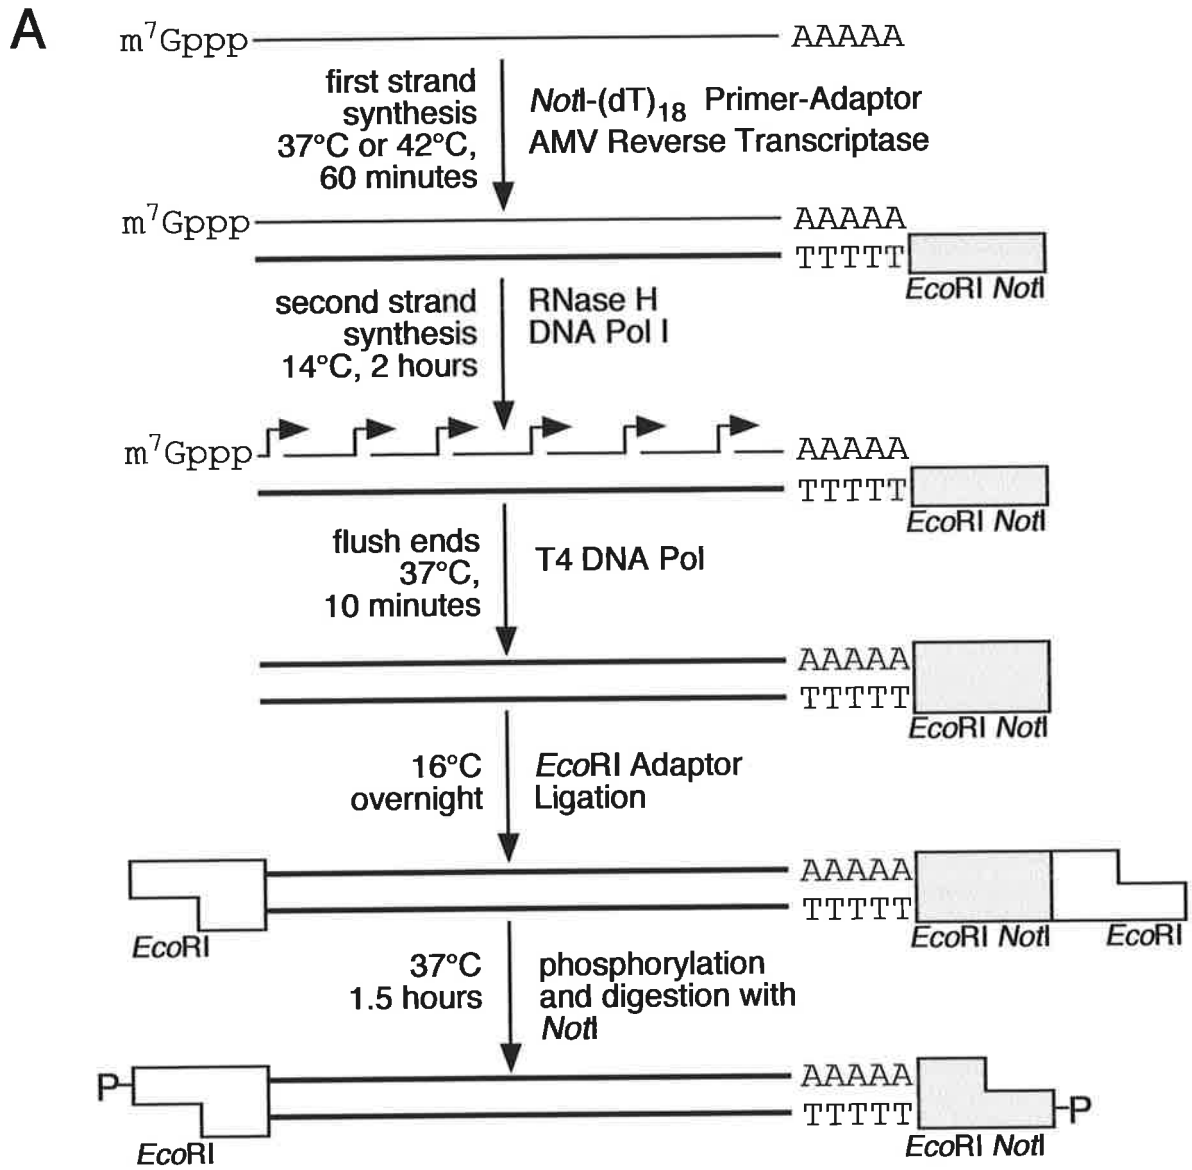 A
m⁷Gppp AAAAA
first strand
synthesis
37°C or 42°C,
60 minutes
NotI-(dT)₁₈ Primer-Adaptor
AMV Reverse Transcriptase
m⁷Gppp AAAAA
TTTTT
EcoRI NotI
second strand
synthesis
14°C, 2 hours
RNase H
DNA Pol I
m⁷Gppp AAAAA
TTTTT
EcoRI NotI
flush ends
37°C,
10 minutes
T4 DNA Pol
AAAAA
TTTTT
EcoRI NotI
16°C
overnight
EcoRI Adaptor
Ligation
AAAAA
TTTTT
EcoRI EcoRI NotI EcoRI
37°C
1.5 hours
phosphorylation
and digestion with
NotI
P AAAAA
TTTTT P
EcoRI EcoRI NotI